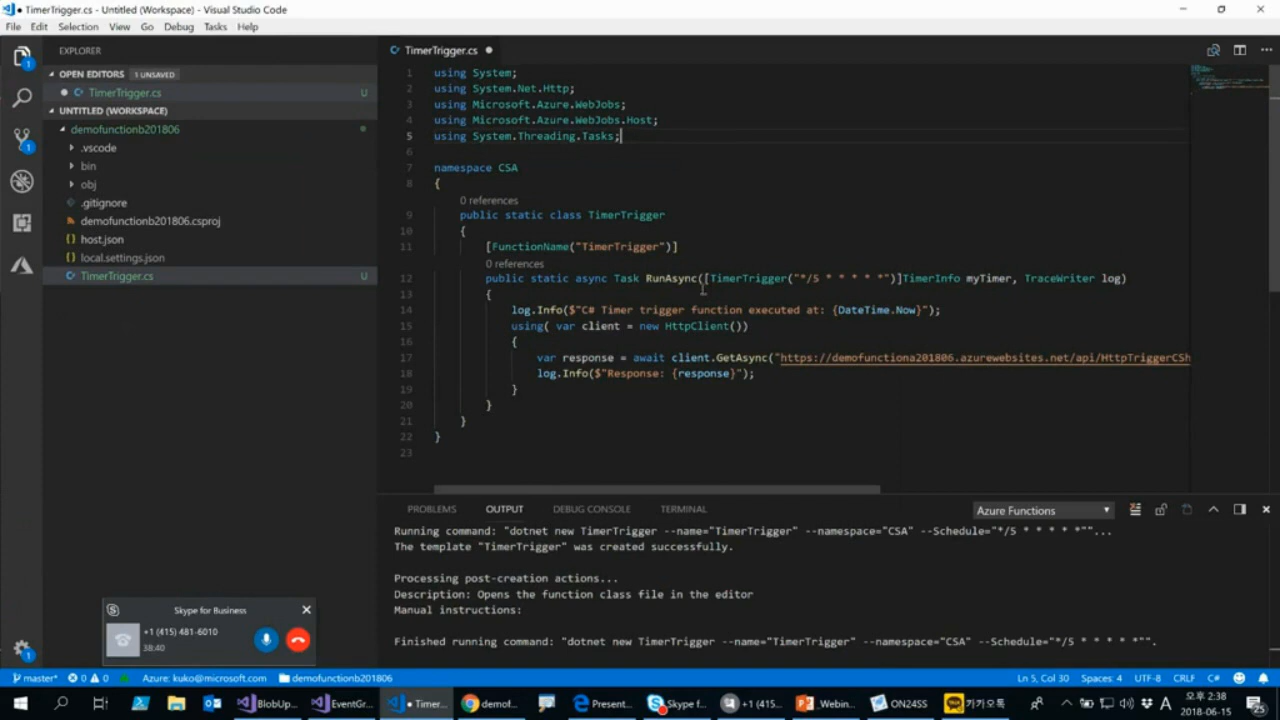 ● TimerTrigger.cs - Untitled (Workspace) - Visual Studio Code
File Edit Selection View Go Debug Tasks Help
EXPLORER
OPEN EDITORS 1 UNSAVED
TimerTrigger.cs U
UNTITLED (WORKSPACE)
demofunctionb201806
.vscode
bin
obj
.gitignore
demofunctionb201806.csproj
{} host.json
{} local.settings.json
TimerTrigger.cs U
TimerTrigger.cs ●
1 using System;
2 using System.Net.Http;
3 using Microsoft.Azure.WebJobs;
4 using Microsoft.Azure.WebJobs.Host;
5 using System.Threading.Tasks;
6
7 namespace CSA
8 {
0 references
9 public static class TimerTrigger
10 {
11 [FunctionName("TimerTrigger")]
0 references
12 public static async Task RunAsync([TimerTrigger("*/5 * * * * *")]TimerInfo myTimer, TraceWriter log)
13 {
14 log.Info($"C# Timer trigger function executed at: {DateTime.Now}");
15 using( var client = new HttpClient())
16 {
17 var response = await client.GetAsync("https://demofunctiona201806.azurewebsites.net/api/HttpTriggerCSh
18 log.Info($"Response: {response}");
19 }
20 }
21 }
22 }
23
PROBLEMS OUTPUT DEBUG CONSOLE TERMINAL Azure Functions
Running command: "dotnet new TimerTrigger --name="TimerTrigger" --namespace="CSA" --Schedule="*/5 * * * * *""...
The template "TimerTrigger" was created successfully.
Processing post-creation actions...
Description: Opens the function class file in the editor
Manual instructions:
Finished running command: "dotnet new TimerTrigger --name="TimerTrigger" --namespace="CSA" --Schedule="*/5 * * * * *"".
Skype for Business
+1 (415) 481-6010
38:40
master* 0 0 Azure: kuko@microsoft.com demofunctionb201806 Ln 5, Col 30 Spaces: 4 UTF-8 CRLF C#
BlobUp... EventGr... ● Timer... demof... Present... Skype f... +1 (415... _Webin... ON24SS 카카오톡 A 오후 2:38
2018-06-15 25